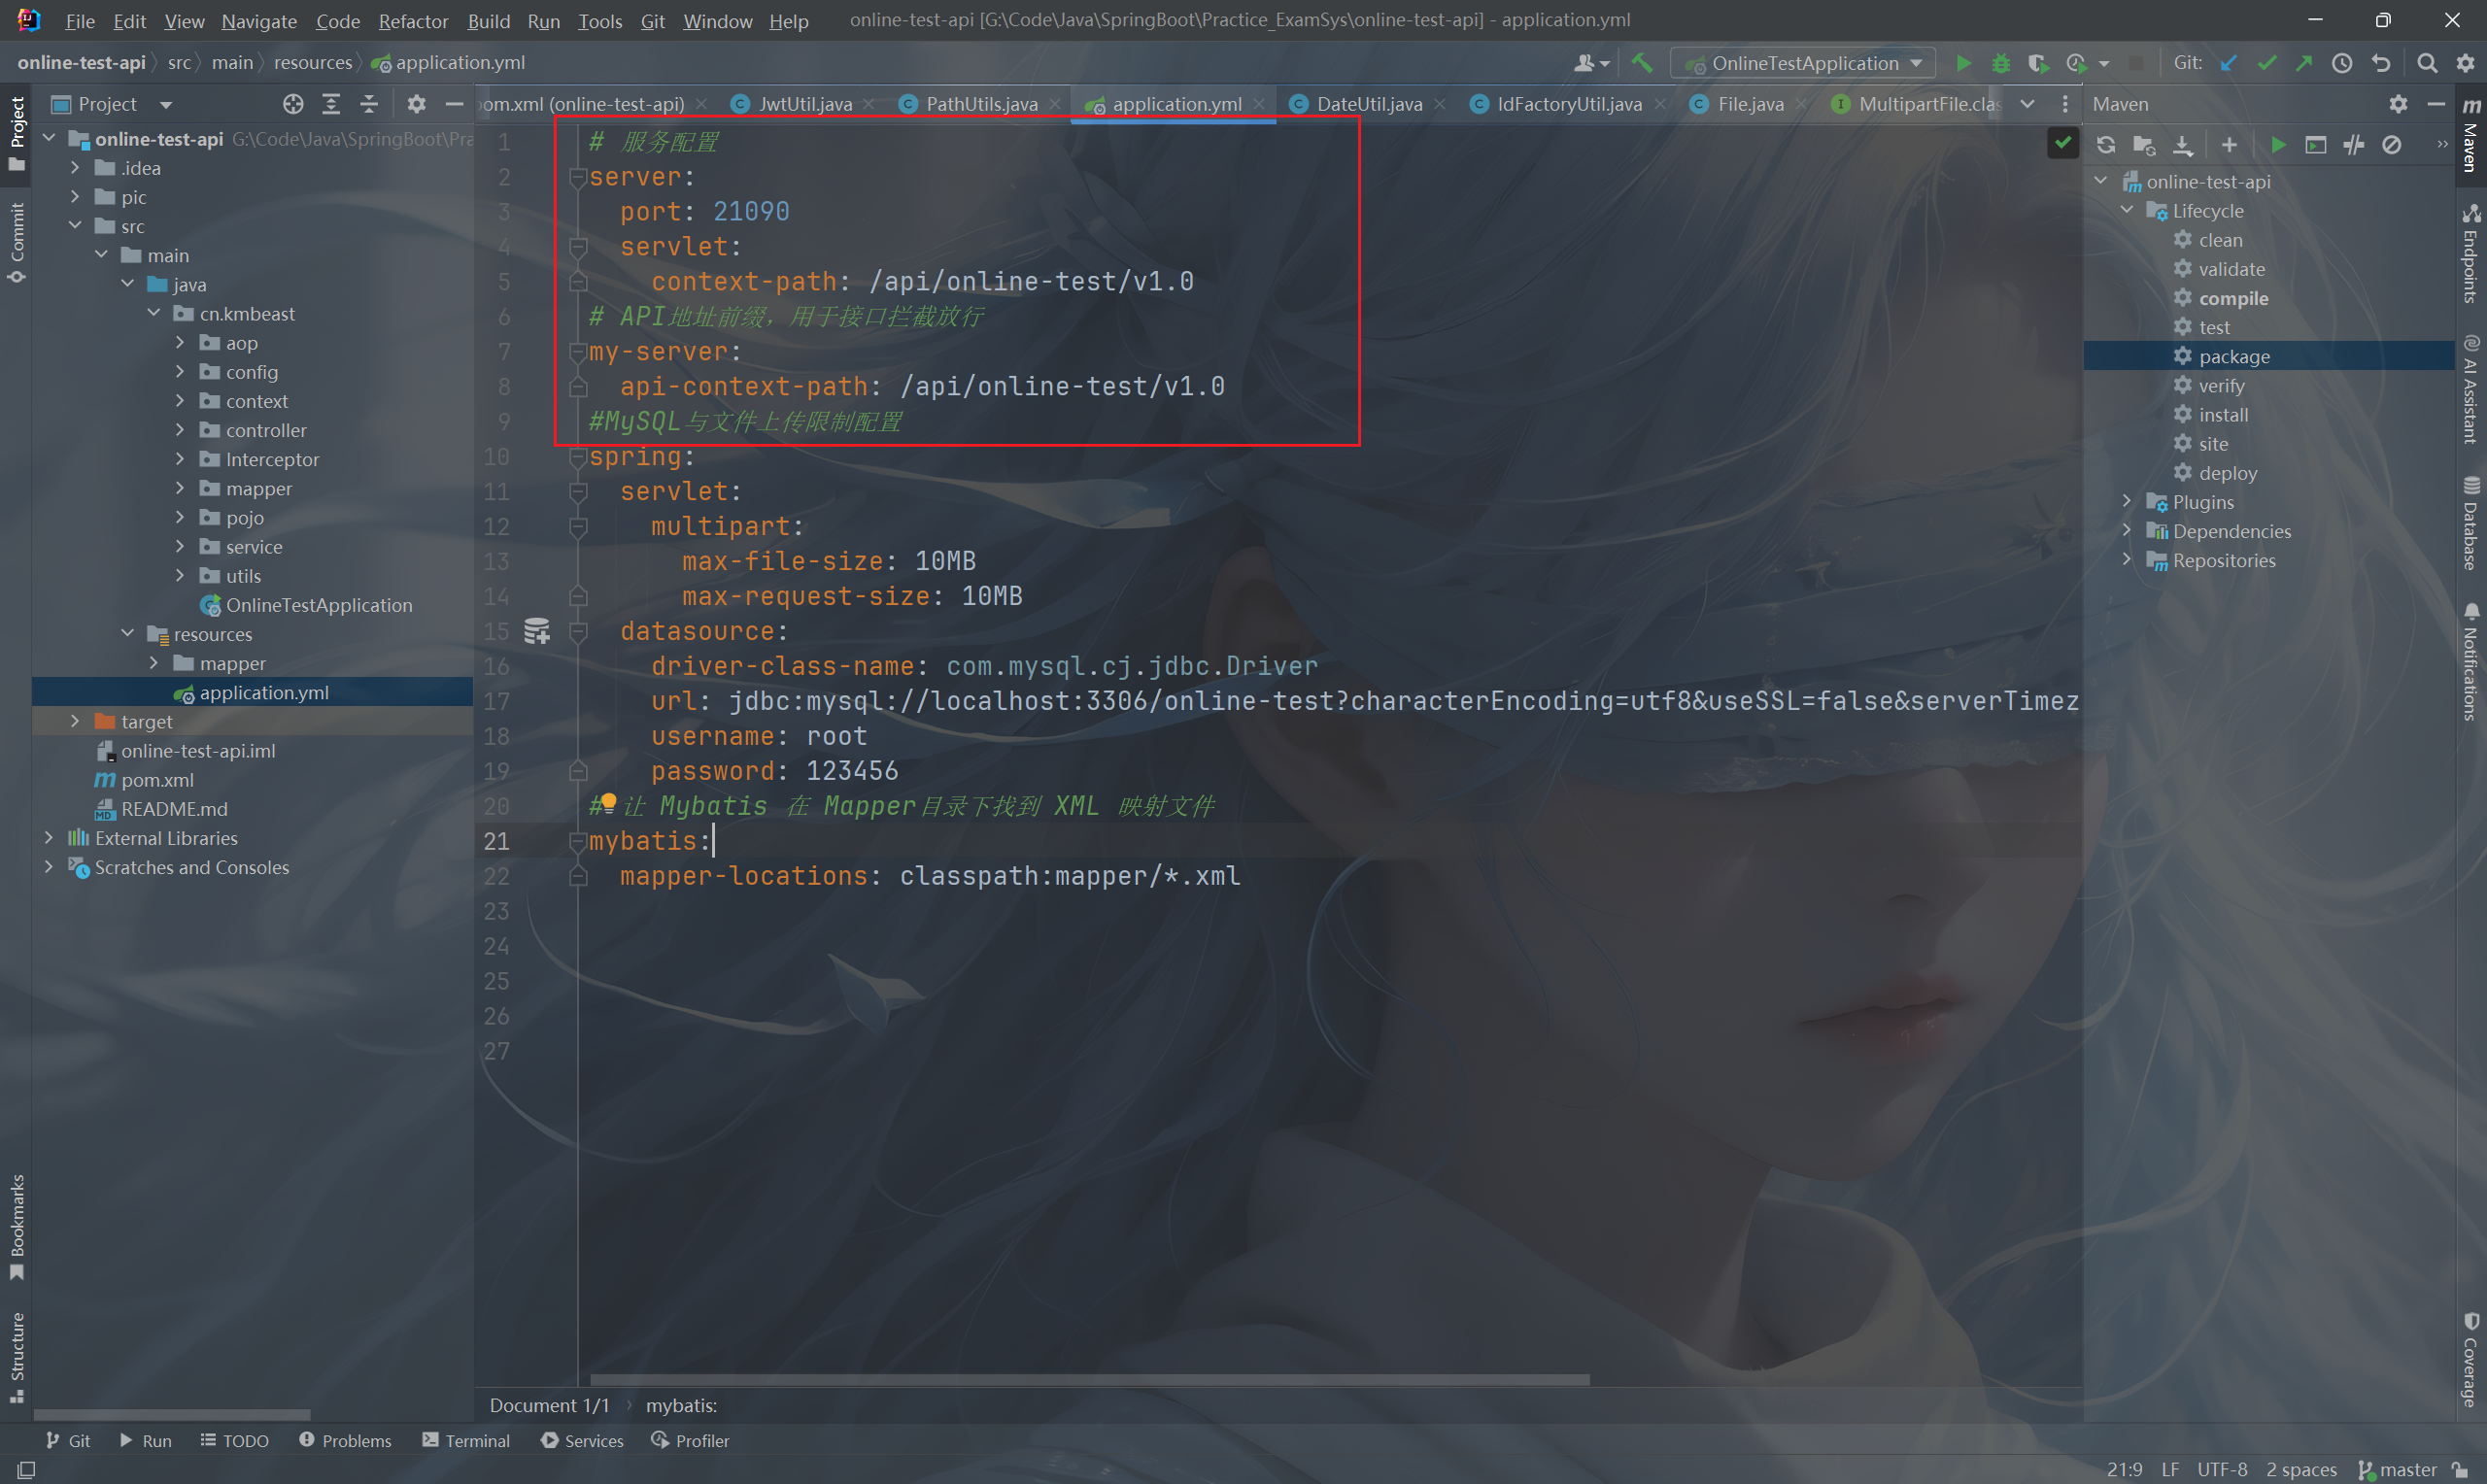 File Edit View Navigate Code Refactor Build Run Tools Git Window Help online-test-api [G:\Code\Java\SpringBoot\Practice_ExamSys\online-test-api] - application.yml
online-test-api src main resources application.yml OnlineTestApplication Git:
Project
om.xml (online-test-api) JwtUtil.java PathUtils.java application.yml DateUtil.java IdFactoryUtil.java File.java MultipartFile.clas
Maven
Project
Commit
Bookmarks
Structure
online-test-api G:\Code\Java\SpringBoot\Pra
.idea
pic
src
main
java
cn.kmbeast
aop
config
context
controller
Interceptor
mapper
pojo
service
utils
OnlineTestApplication
resources
mapper
application.yml
target
online-test-api.iml
pom.xml
README.md
External Libraries
Scratches and Consoles
1 # 服务配置
2 server:
3 port: 21090
4 servlet:
5 context-path: /api/online-test/v1.0
6 # API地址前缀，用于接口拦截放行
7 my-server:
8 api-context-path: /api/online-test/v1.0
9 #MySQL与文件上传限制配置
10 spring:
11 servlet:
12 multipart:
13 max-file-size: 10MB
14 max-request-size: 10MB
15 datasource:
16 driver-class-name: com.mysql.cj.jdbc.Driver
17 url: jdbc:mysql://localhost:3306/online-test?characterEncoding=utf8&useSSL=false&serverTimez
18 username: root
19 password: 123456
20 # 让 Mybatis 在 Mapper目录下找到 XML 映射文件
21 mybatis:
22 mapper-locations: classpath:mapper/*.xml
23
24
25
26
27
Document 1/1 mybatis:
online-test-api
Lifecycle
clean
validate
compile
test
package
verify
install
site
deploy
Plugins
Dependencies
Repositories
Maven
Endpoints
AI Assistant
Database
Notifications
Coverage
Git Run TODO Problems Terminal Services Profiler
21:9 LF UTF-8 2 spaces master